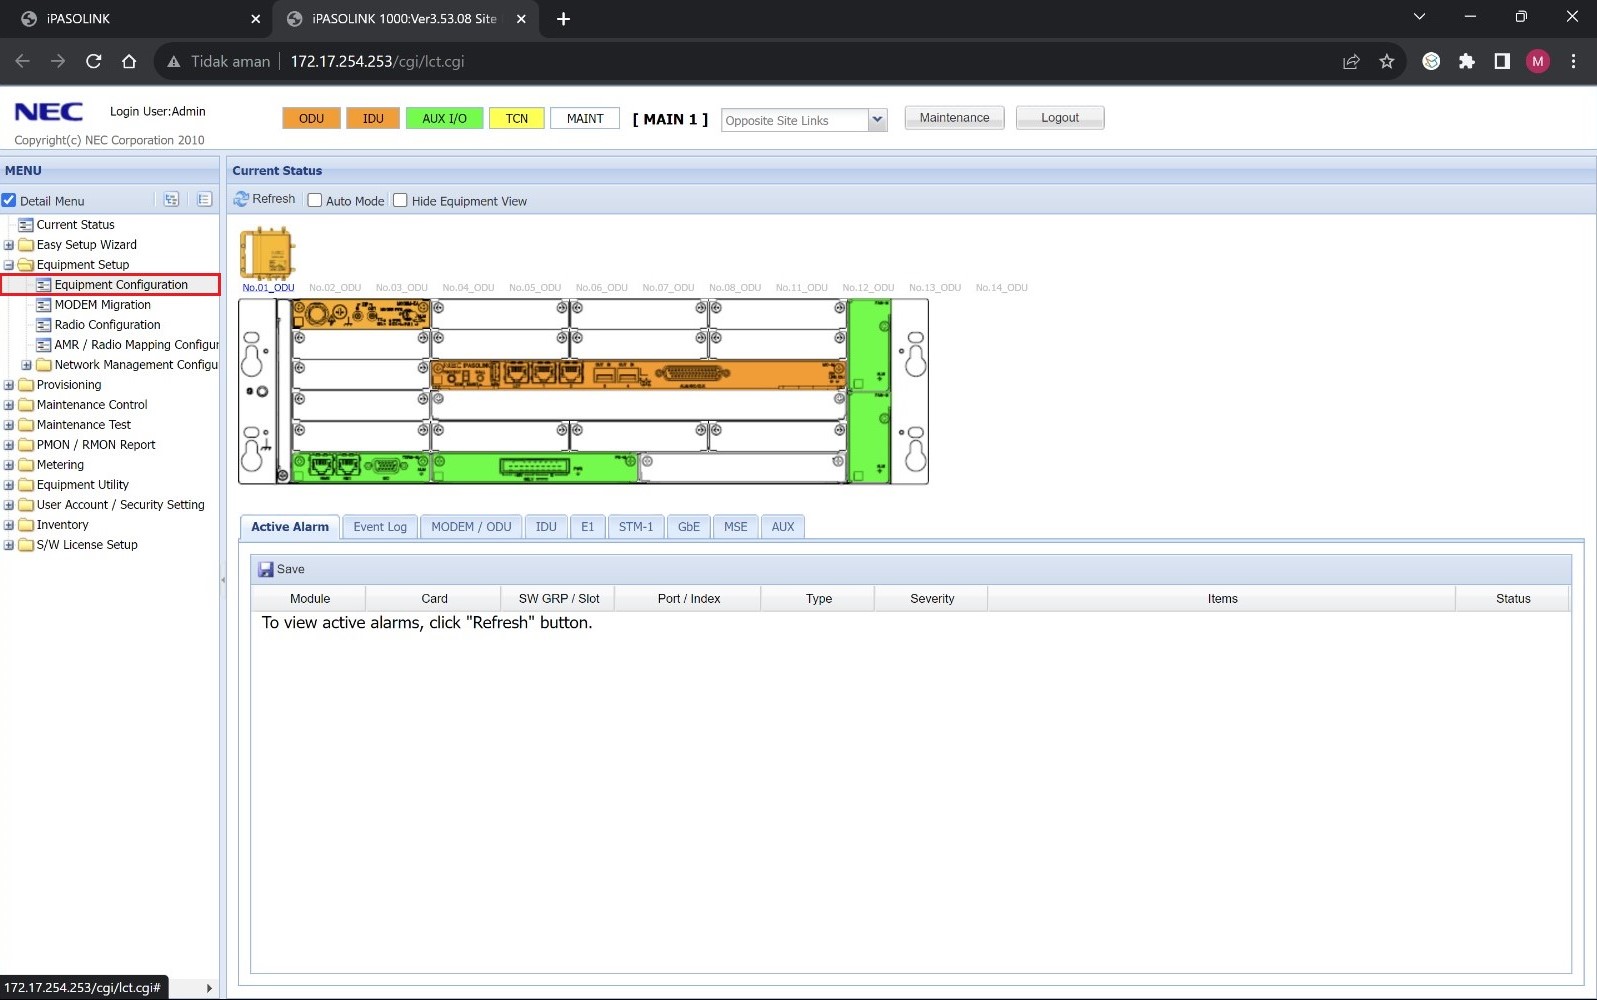 iPASOLINK
iPASOLINK 1000:Ver3.53.08 Site
Tidak aman
172.17.254.253/cgi/lct.cgi
M
NEC
Login User:Admin
Copyright(c) NEC Corporation 2010
ODU
IDU
AUX I/O
TCN
MAINT
[ MAIN 1 ]
Opposite Site Links
Maintenance
Logout
MENU
Detail Menu
Current Status
Easy Setup Wizard
Equipment Setup
Equipment Configuration
MODEM Migration
Radio Configuration
AMR / Radio Mapping Configur
Network Management Configu
Provisioning
Maintenance Control
Maintenance Test
PMON / RMON Report
Metering
Equipment Utility
User Account / Security Setting
Inventory
S/W License Setup
172.17.254.253/cgi/lct.cgi#
Current Status
Refresh
Auto Mode
Hide Equipment View
No.01_ODU
No.02_ODU
No.03_ODU
No.04_ODU
No.05_ODU
No.06_ODU
No.07_ODU
No.08_ODU
No.11_ODU
No.12_ODU
No.13_ODU
No.14_ODU
Active Alarm
Event Log
MODEM / ODU
IDU
E1
STM-1
GbE
MSE
AUX
Save
Module
Card
SW GRP / Slot
Port / Index
Type
Severity
Items
Status
To view active alarms, click "Refresh" button.